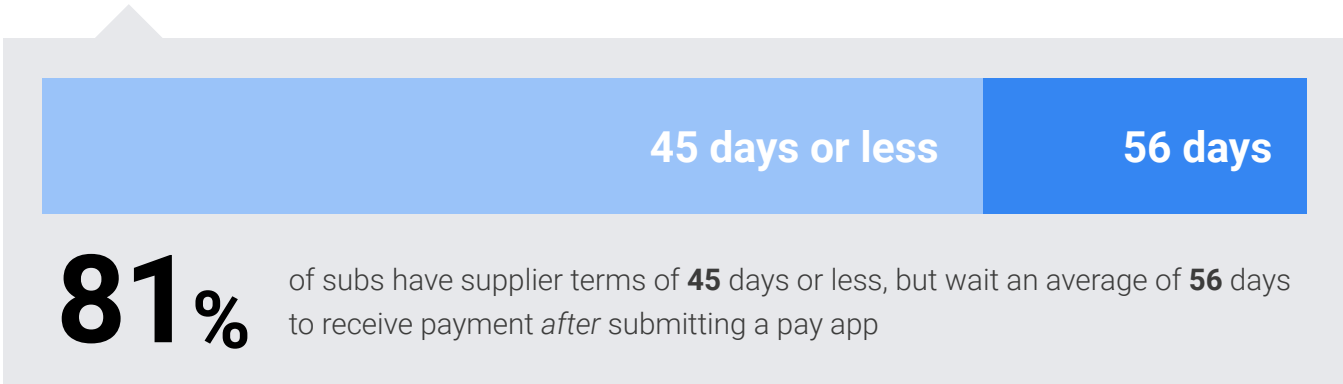 45 days or less
56 days
81%
of subs have supplier terms of 45 days or less, but wait an average of 56 days
to receive payment after submitting a pay app